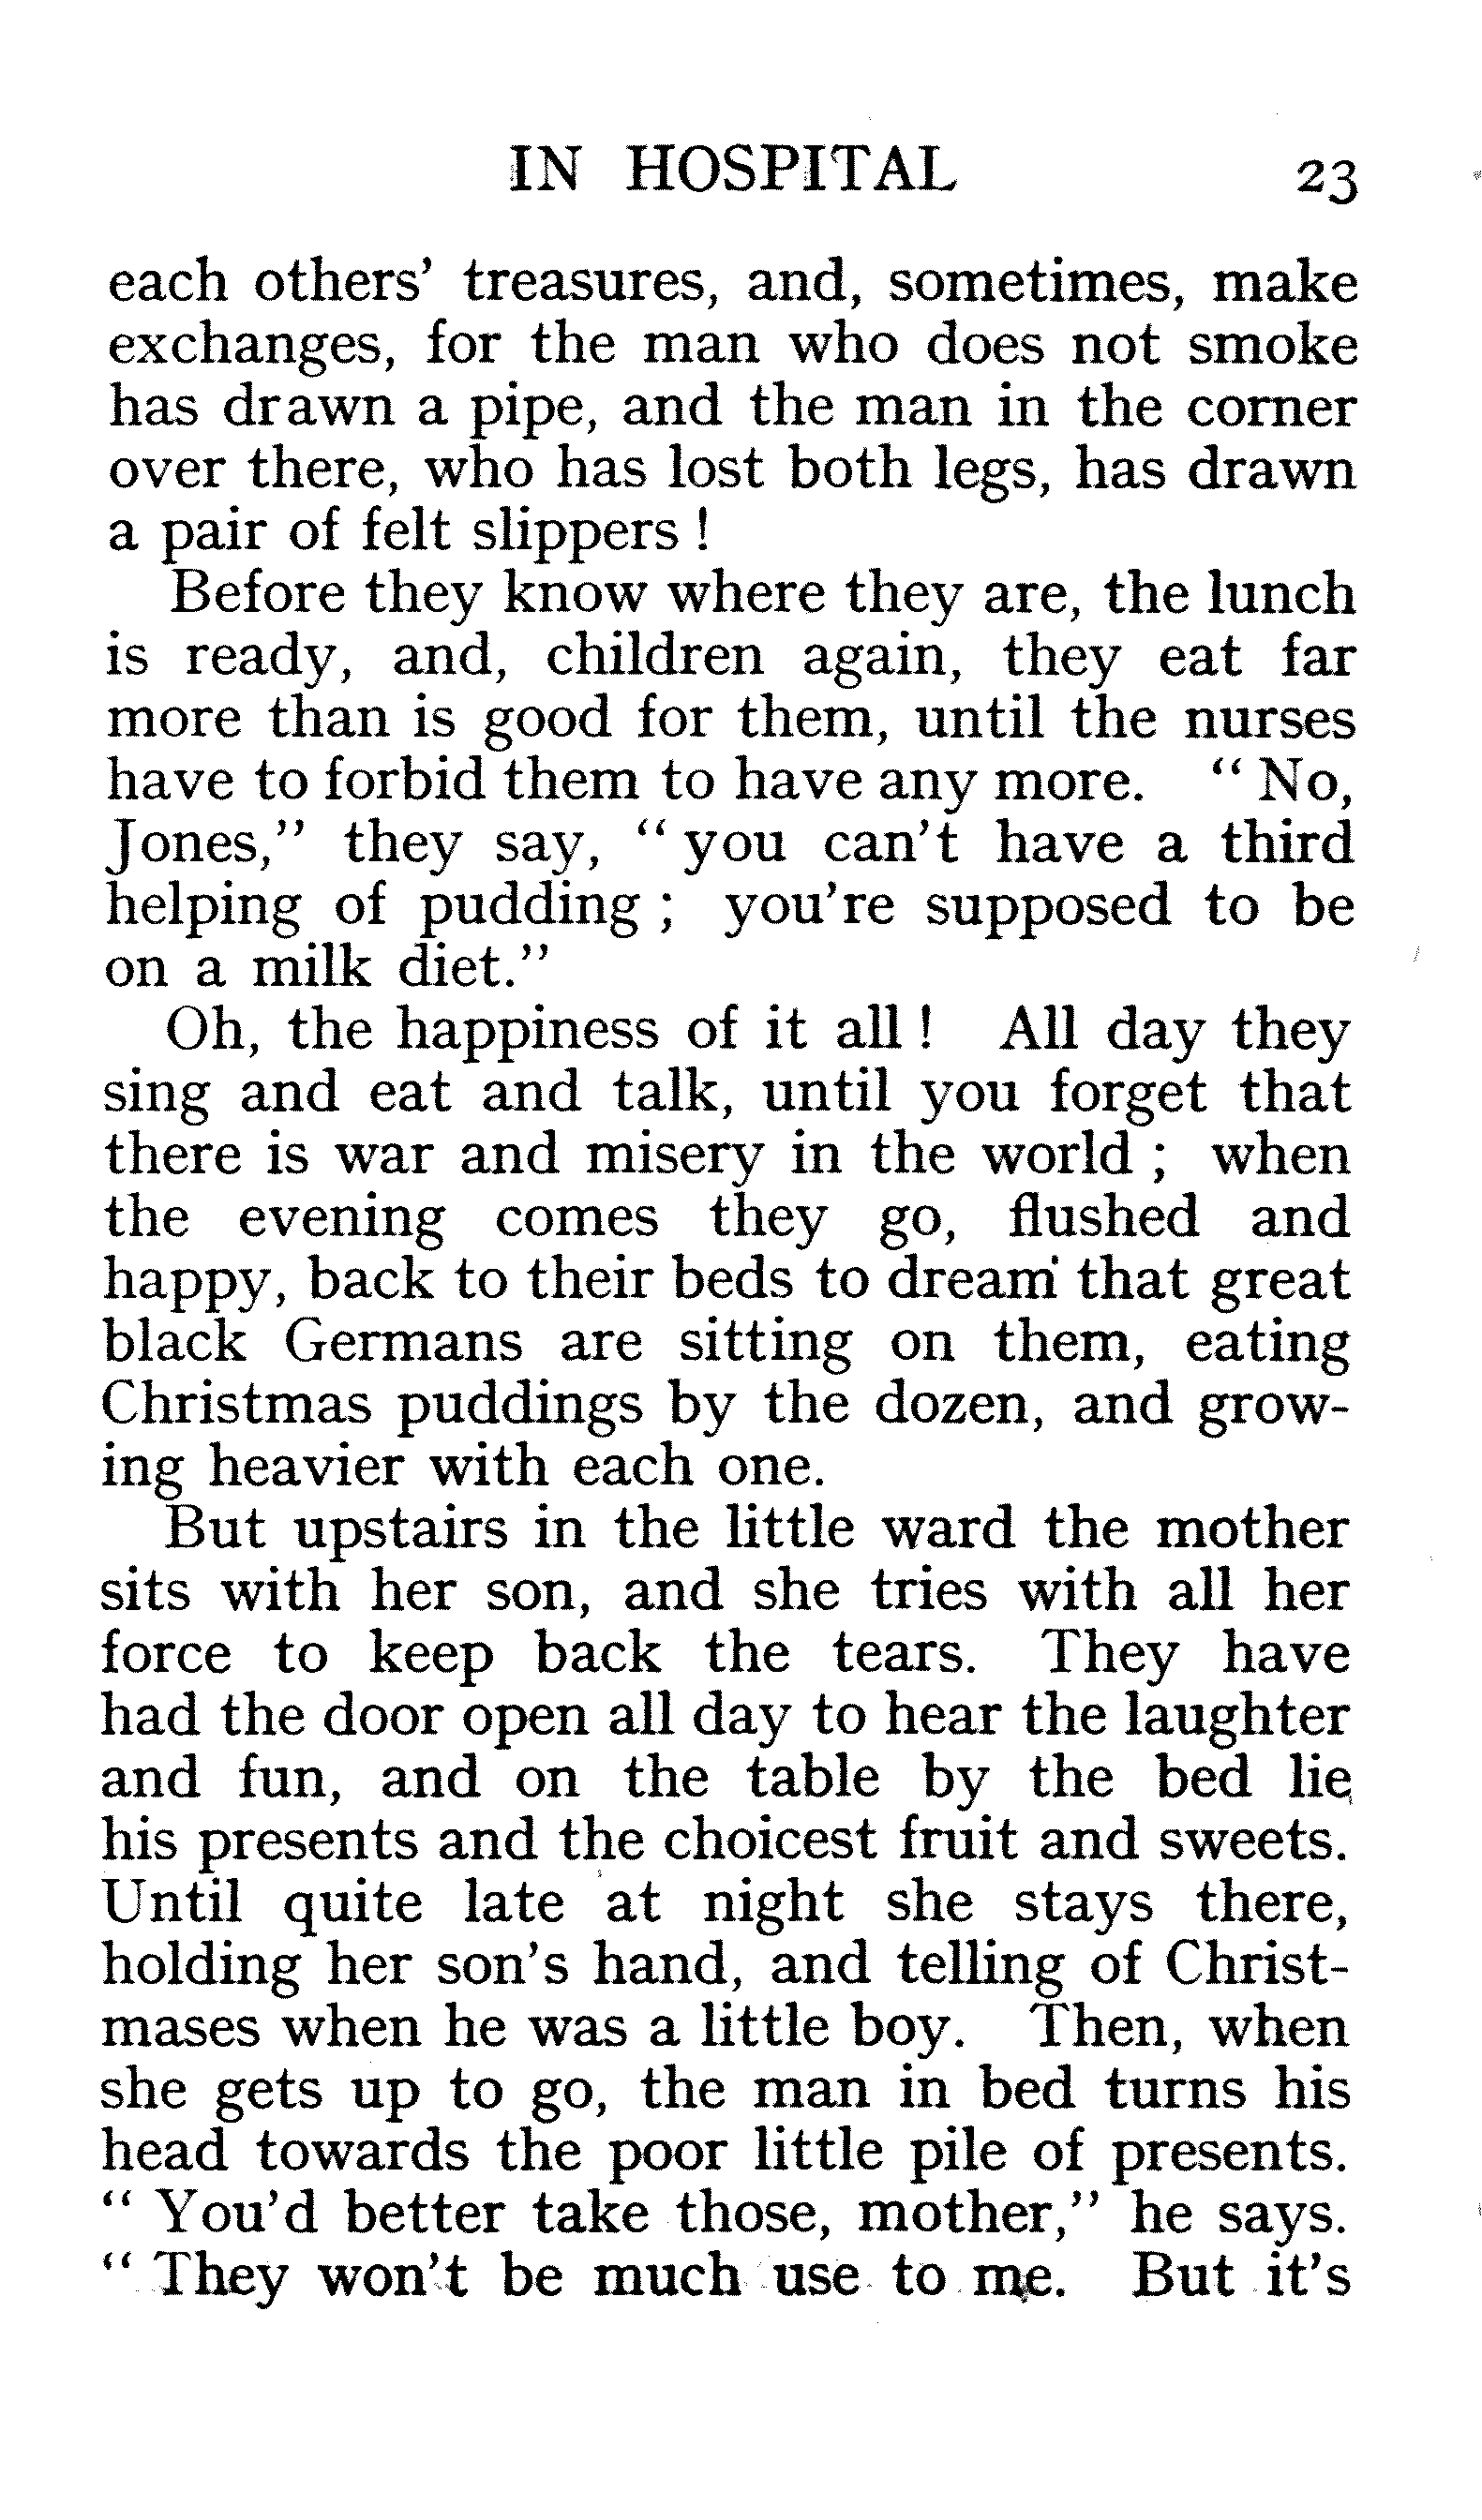 IN HOSPITAL 23
each others' treasures, and, sometimes, make
exchanges, for the man who does not smoke
has drawn a pipe, and the man in the corner
over there, who has lost both legs, has drawn
a pair of felt slippers !
Before they know where they are, the lunch
is ready, and, children again, they eat far
more than is good for them, until the nurses
have to forbid them to have any more. “ No,
Jones,” they say, “ you can't have a third
helping of pudding ; you're supposed to be
on a milk diet.”
Oh, the happiness of it all ! All day they
sing and eat and talk, until you forget that
there is war and misery in the world ; when
the evening comes they go, flushed and
happy, back to their beds to dream that great
black Germans are sitting on them, eating
Christmas puddings by the dozen, and grow-
ing heavier with each one.
But upstairs in the little ward the mother
sits with her son, and she tries with all her
force to keep back the tears. They have
had the door open all day to hear the laughter
and fun, and on the table by the bed lie
his presents and the choicest fruit and sweets.
Until quite late at night she stays there,
holding her son's hand, and telling of Christ-
mases when he was a little boy. Then, when
she gets up to go, the man in bed turns his
head towards the poor little pile of presents.
“ You'd better take those, mother,” he says.
“ They won't be much use to me. But it's